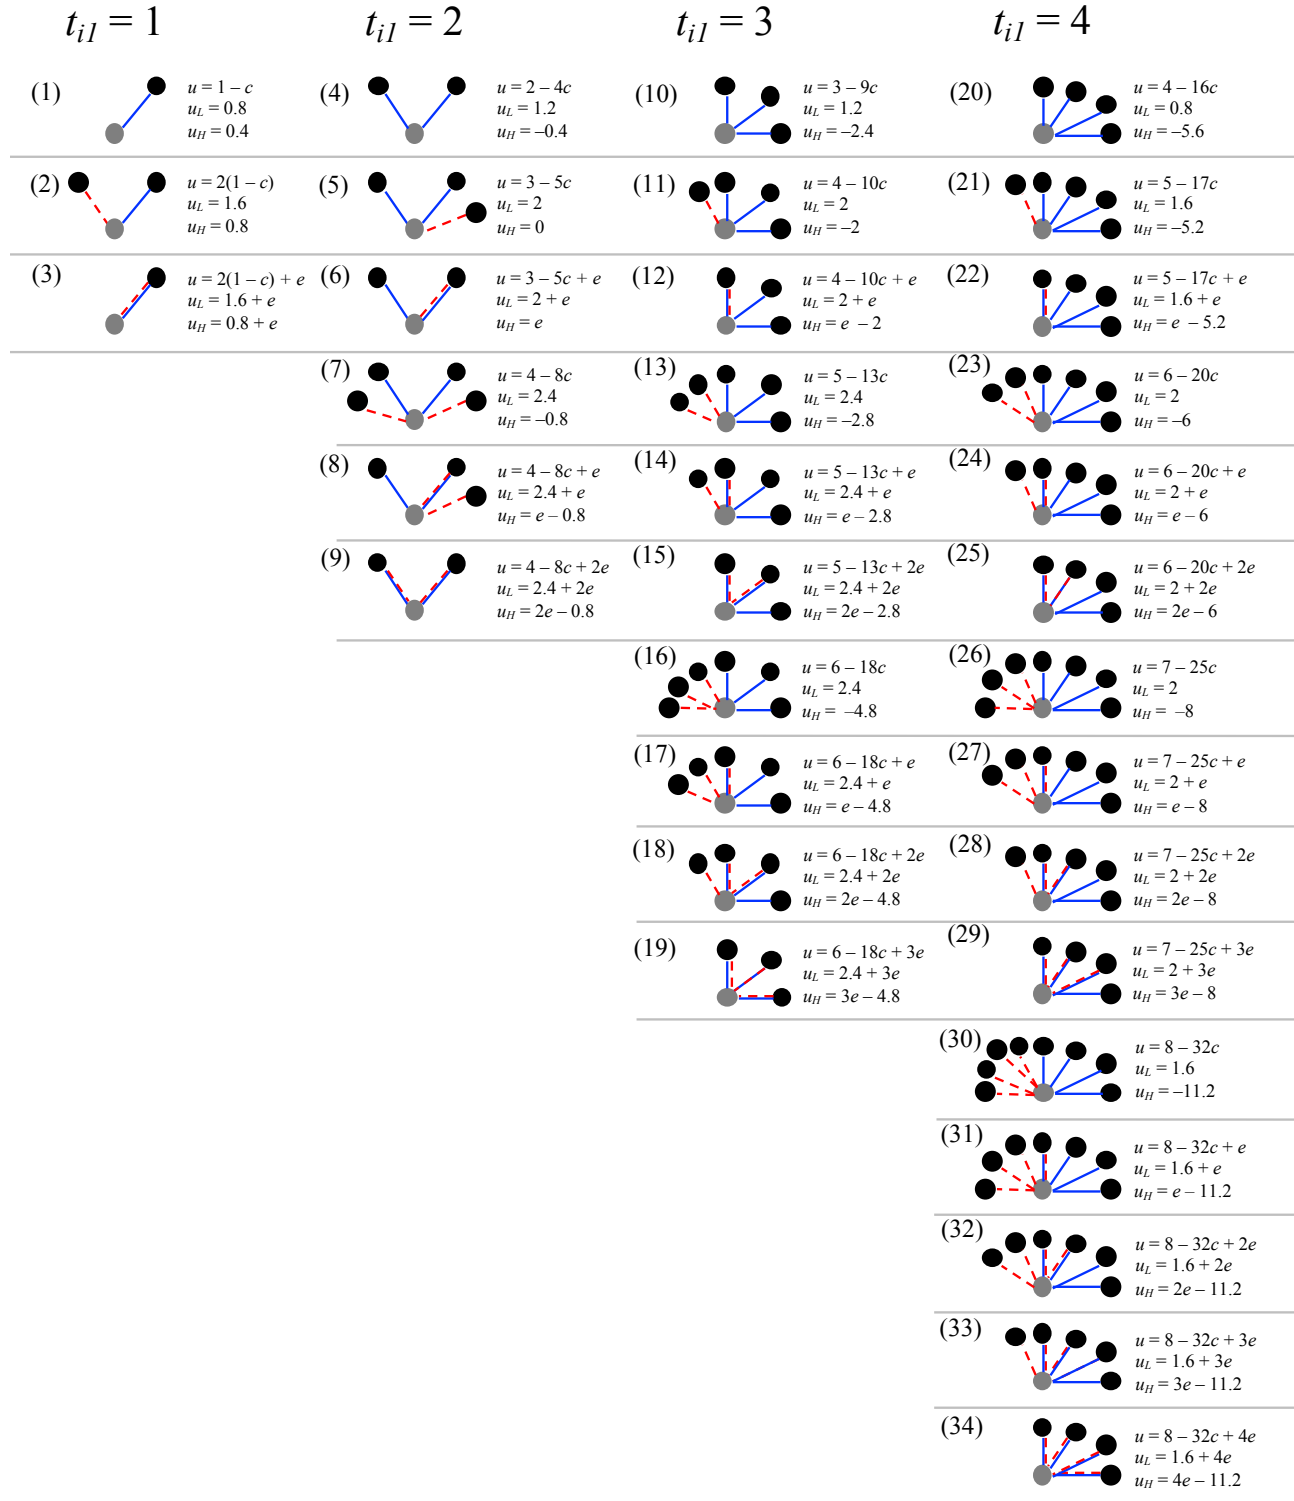 t_{i1} = 1
t_{i1} = 2
t_{i1} = 3
t_{i1} = 4
(1)
u = 1 – c
u_L = 0.8
u_H = 0.4
(4)
u = 2 – 4c
u_L = 1.2
u_H = –0.4
(10)
u = 3 – 9c
u_L = 1.2
u_H = –2.4
(20)
u = 4 – 16c
u_L = 0.8
u_H = –5.6
(2)
u = 2(1 – c)
u_L = 1.6
u_H = 0.8
(5)
u = 3 – 5c
u_L = 2
u_H = 0
(11)
u = 4 – 10c
u_L = 2
u_H = –2
(21)
u = 5 – 17c
u_L = 1.6
u_H = –5.2
(3)
u = 2(1 – c) + e
u_L = 1.6 + e
u_H = 0.8 + e
(6)
u = 3 – 5c + e
u_L = 2 + e
u_H = e
(12)
u = 4 – 10c + e
u_L = 2 + e
u_H = e – 2
(22)
u = 5 – 17c + e
u_L = 1.6 + e
u_H = e – 5.2
(7)
u = 4 – 8c
u_L = 2.4
u_H = –0.8
(13)
u = 5 – 13c
u_L = 2.4
u_H = –2.8
(23)
u = 6 – 20c
u_L = 2
u_H = –6
(8)
u = 4 – 8c + e
u_L = 2.4 + e
u_H = e – 0.8
(14)
u = 5 – 13c + e
u_L = 2.4 + e
u_H = e – 2.8
(24)
u = 6 – 20c + e
u_L = 2 + e
u_H = e – 6
(9)
u = 4 – 8c + 2e
u_L = 2.4 + 2e
u_H = 2e – 0.8
(15)
u = 5 – 13c + 2e
u_L = 2.4 + 2e
u_H = 2e – 2.8
(25)
u = 6 – 20c + 2e
u_L = 2 + 2e
u_H = 2e – 6
(16)
u = 6 – 18c
u_L = 2.4
u_H = –4.8
(26)
u = 7 – 25c
u_L = 2
u_H = –8
(17)
u = 6 – 18c + e
u_L = 2.4 + e
u_H = e – 4.8
(27)
u = 7 – 25c + e
u_L = 2 + e
u_H = e – 8
(18)
u = 6 – 18c + 2e
u_L = 2.4 + 2e
u_H = 2e – 4.8
(28)
u = 7 – 25c + 2e
u_L = 2 + 2e
u_H = 2e – 8
(19)
u = 6 – 18c + 3e
u_L = 2.4 + 3e
u_H = 3e – 4.8
(29)
u = 7 – 25c + 3e
u_L = 2 + 3e
u_H = 3e – 8
(30)
u = 8 – 32c
u_L = 1.6
u_H = –11.2
(31)
u = 8 – 32c + e
u_L = 1.6 + e
u_H = e – 11.2
(32)
u = 8 – 32c + 2e
u_L = 1.6 + 2e
u_H = 2e – 11.2
(33)
u = 8 – 32c + 3e
u_L = 1.6 + 3e
u_H = 3e – 11.2
(34)
u = 8 – 32c + 4e
u_L = 1.6 + 4e
u_H = 4e – 11.2